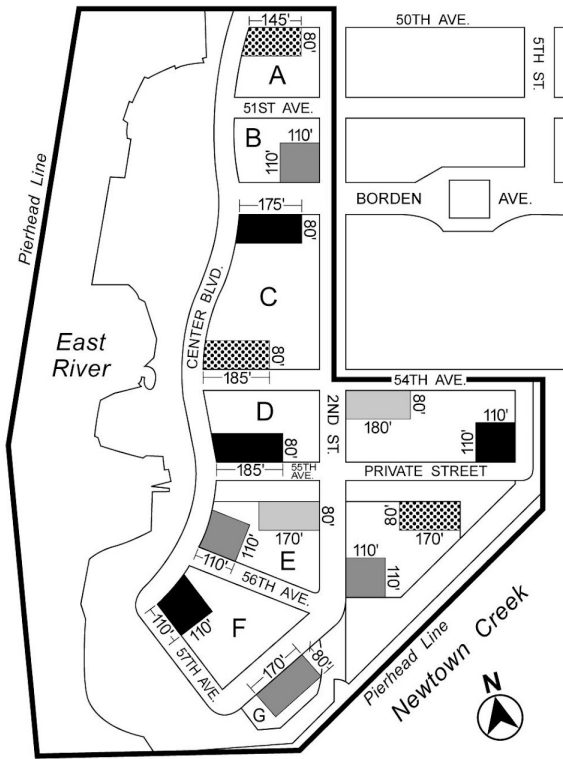 50TH AVE.
145'
80'
A
5TH ST.
51ST AVE.
B
110'
110'
Pierhead Line
BORDEN AVE.
175'
80'
CENTER BLVD.
C
East
River
80'
185'
54TH AVE.
D
2ND ST.
80'
180'
110'
110'
80'
185'
55TH
AVE.
PRIVATE STREET
80'
170'
E
110'
110'
80'
170'
110'
110'
56TH AVE.
110'
110'
F
57TH AVE.
170'
80'
G
Pierhead Line
Newtown Creek
N